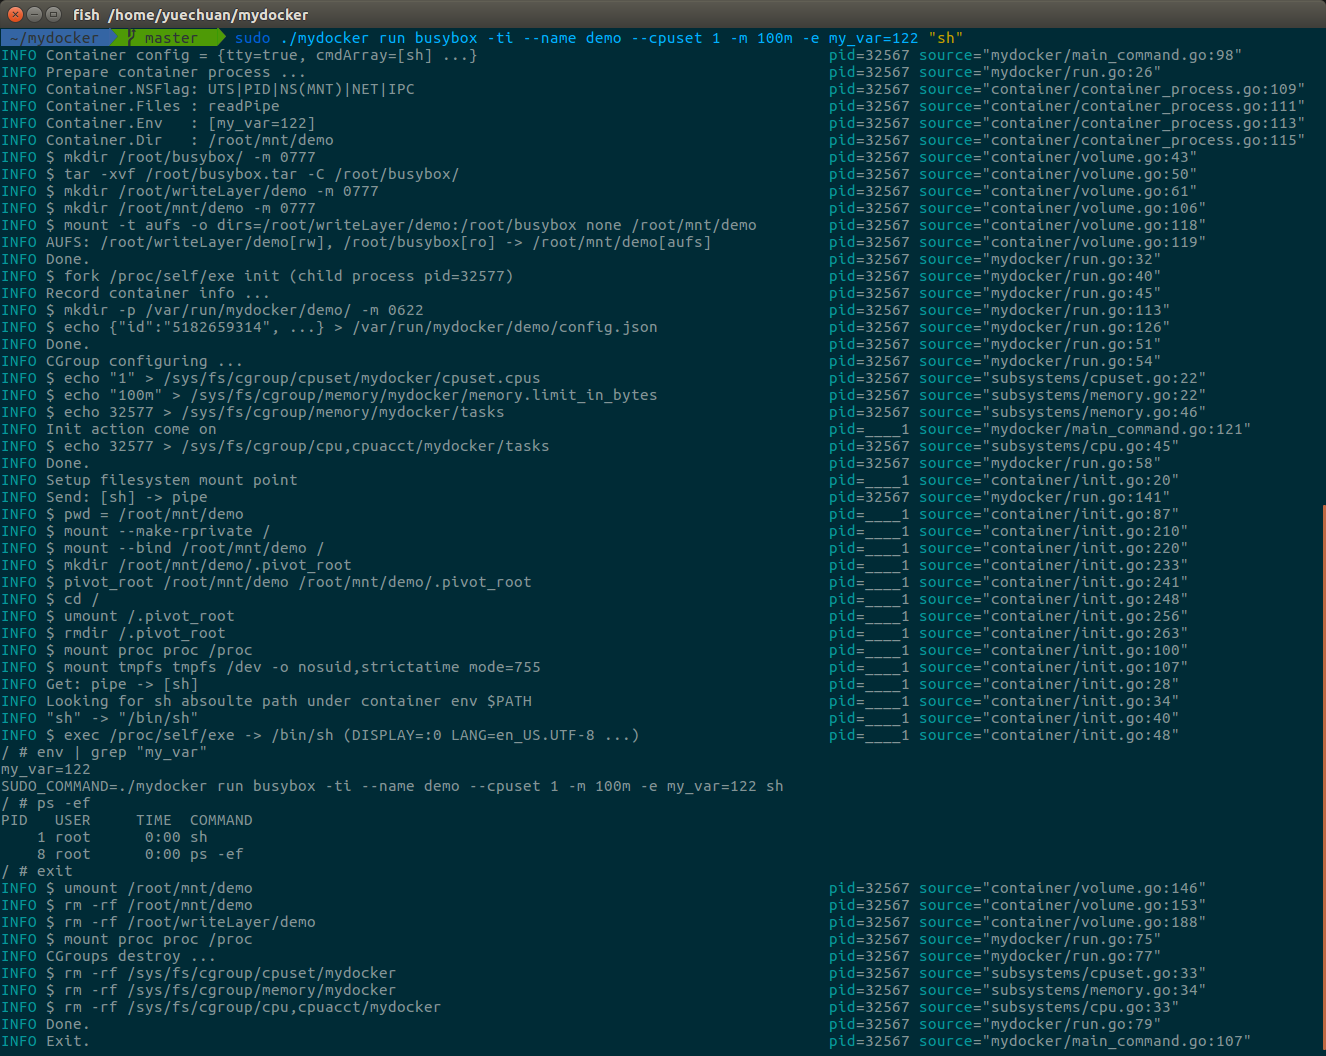 fish /home/yuechuan/mydocker
~/mydocker master sudo ./mydocker run busybox -ti --name demo --cpuset 1 -m 100m -e my_var=122 "sh"
INFO Container config = {tty=true, cmdArray=[sh] ...} pid=32567 source="mydocker/main_command.go:98"
INFO Prepare container process ... pid=32567 source="mydocker/run.go:26"
INFO Container.NSFlag: UTS|PID|NS(MNT)|NET|IPC pid=32567 source="container/container_process.go:109"
INFO Container.Files : readPipe pid=32567 source="container/container_process.go:111"
INFO Container.Env   : [my_var=122] pid=32567 source="container/container_process.go:113"
INFO Container.Dir   : /root/mnt/demo pid=32567 source="container/container_process.go:115"
INFO $ mkdir /root/busybox/ -m 0777 pid=32567 source="container/volume.go:43"
INFO $ tar -xvf /root/busybox.tar -C /root/busybox/ pid=32567 source="container/volume.go:50"
INFO $ mkdir /root/writeLayer/demo -m 0777 pid=32567 source="container/volume.go:61"
INFO $ mkdir /root/mnt/demo -m 0777 pid=32567 source="container/volume.go:106"
INFO $ mount -t aufs -o dirs=/root/writeLayer/demo:/root/busybox none /root/mnt/demo pid=32567 source="container/volume.go:118"
INFO AUFS: /root/writeLayer/demo[rw], /root/busybox[ro] -> /root/mnt/demo[aufs] pid=32567 source="container/volume.go:119"
INFO Done. pid=32567 source="mydocker/run.go:32"
INFO $ fork /proc/self/exe init (child process pid=32577) pid=32567 source="mydocker/run.go:40"
INFO Record container info ... pid=32567 source="mydocker/run.go:45"
INFO $ mkdir -p /var/run/mydocker/demo/ -m 0622 pid=32567 source="mydocker/run.go:113"
INFO $ echo {"id":"5182659314", ...} > /var/run/mydocker/demo/config.json pid=32567 source="mydocker/run.go:126"
INFO Done. pid=32567 source="mydocker/run.go:51"
INFO CGroup configuring ... pid=32567 source="mydocker/run.go:54"
INFO $ echo "1" > /sys/fs/cgroup/cpuset/mydocker/cpuset.cpus pid=32567 source="subsystems/cpuset.go:22"
INFO $ echo "100m" > /sys/fs/cgroup/memory/mydocker/memory.limit_in_bytes pid=32567 source="subsystems/memory.go:22"
INFO $ echo 32577 > /sys/fs/cgroup/memory/mydocker/tasks pid=32567 source="subsystems/memory.go:46"
INFO Init action come on pid=____1 source="mydocker/main_command.go:121"
INFO $ echo 32577 > /sys/fs/cgroup/cpu,cpuacct/mydocker/tasks pid=32567 source="subsystems/cpu.go:45"
INFO Done. pid=32567 source="mydocker/run.go:58"
INFO Setup filesystem mount point pid=____1 source="container/init.go:20"
INFO Send: [sh] -> pipe pid=32567 source="mydocker/run.go:141"
INFO $ pwd = /root/mnt/demo pid=____1 source="container/init.go:87"
INFO $ mount --make-rprivate / pid=____1 source="container/init.go:210"
INFO $ mount --bind /root/mnt/demo / pid=____1 source="container/init.go:220"
INFO $ mkdir /root/mnt/demo/.pivot_root pid=____1 source="container/init.go:233"
INFO $ pivot_root /root/mnt/demo /root/mnt/demo/.pivot_root pid=____1 source="container/init.go:241"
INFO $ cd / pid=____1 source="container/init.go:248"
INFO $ umount /.pivot_root pid=____1 source="container/init.go:256"
INFO $ rmdir /.pivot_root pid=____1 source="container/init.go:263"
INFO $ mount proc proc /proc pid=____1 source="container/init.go:100"
INFO $ mount tmpfs tmpfs /dev -o nosuid,strictatime mode=755 pid=____1 source="container/init.go:107"
INFO Get: pipe -> [sh] pid=____1 source="container/init.go:28"
INFO Looking for sh absoulte path under container env $PATH pid=____1 source="container/init.go:34"
INFO "sh" -> "/bin/sh" pid=____1 source="container/init.go:40"
INFO $ exec /proc/self/exe -> /bin/sh (DISPLAY=:0 LANG=en_US.UTF-8 ...) pid=____1 source="container/init.go:48"
/ # env | grep "my_var"
my_var=122
SUDO_COMMAND=./mydocker run busybox -ti --name demo --cpuset 1 -m 100m -e my_var=122 sh
/ # ps -ef
PID   USER     TIME  COMMAND
    1 root      0:00 sh
    8 root      0:00 ps -ef
/ # exit
INFO $ umount /root/mnt/demo pid=32567 source="container/volume.go:146"
INFO $ rm -rf /root/mnt/demo pid=32567 source="container/volume.go:153"
INFO $ rm -rf /root/writeLayer/demo pid=32567 source="container/volume.go:188"
INFO $ mount proc proc /proc pid=32567 source="mydocker/run.go:75"
INFO CGroups destroy ... pid=32567 source="mydocker/run.go:77"
INFO $ rm -rf /sys/fs/cgroup/cpuset/mydocker pid=32567 source="subsystems/cpuset.go:33"
INFO $ rm -rf /sys/fs/cgroup/memory/mydocker pid=32567 source="subsystems/memory.go:34"
INFO $ rm -rf /sys/fs/cgroup/cpu,cpuacct/mydocker pid=32567 source="subsystems/cpu.go:33"
INFO Done. pid=32567 source="mydocker/run.go:79"
INFO Exit. pid=32567 source="mydocker/main_command.go:107"